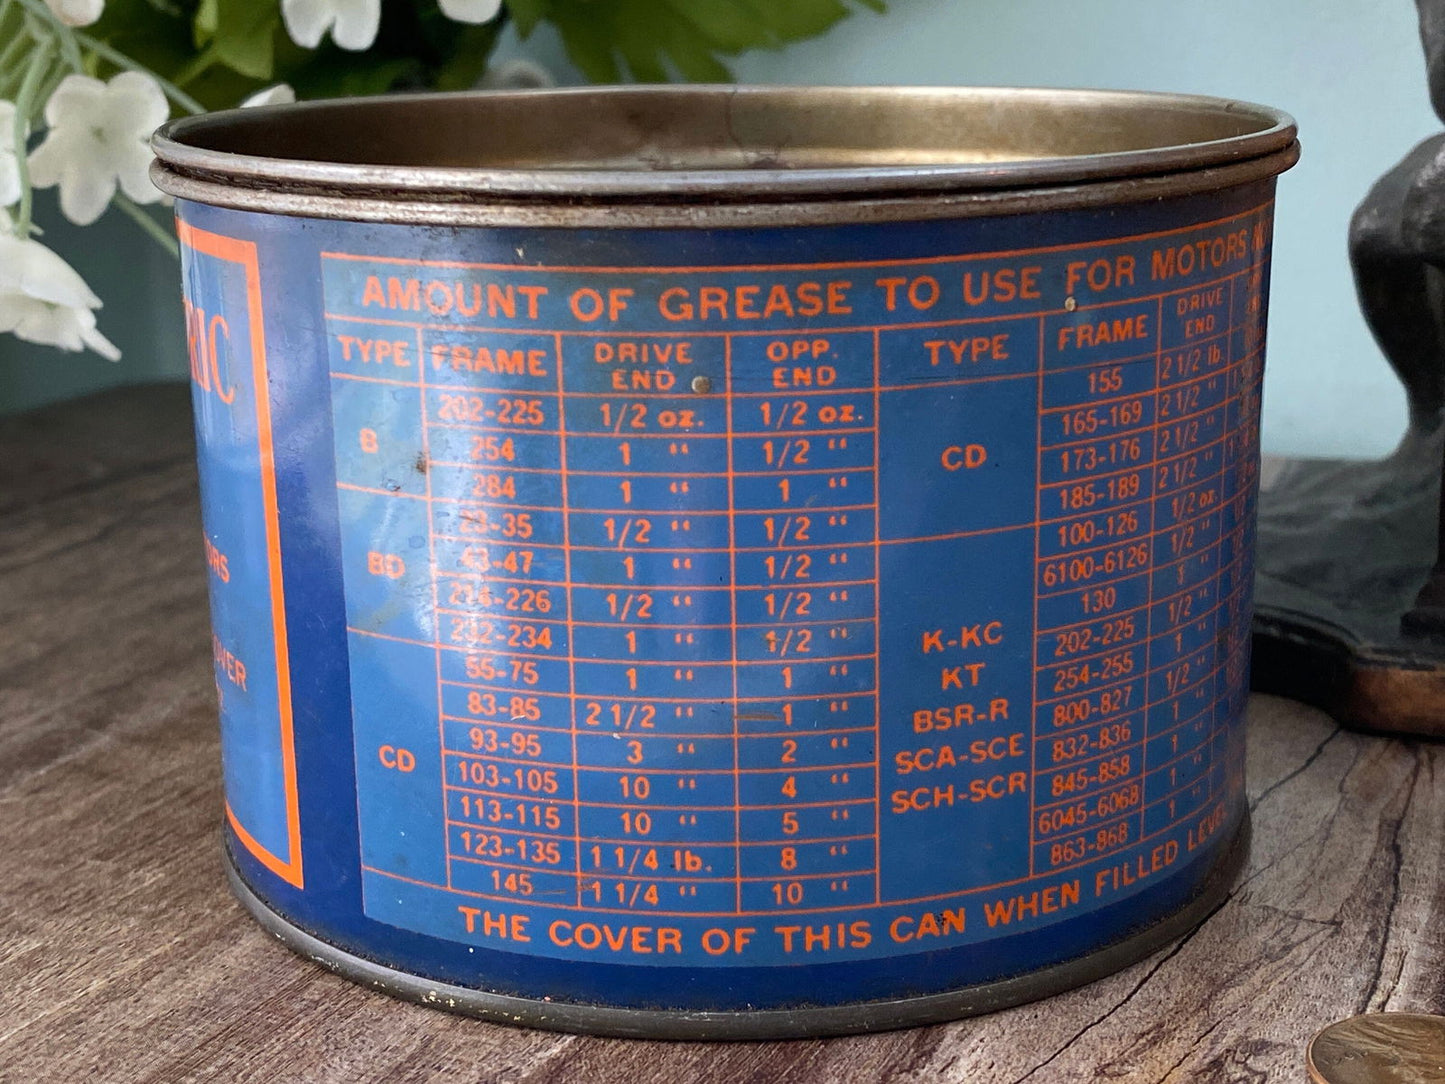 RIC
ORS
OVER
AMOUNT OF GREASE TO USE FOR MOTORS
TYPE FRAME DRIVE END OPP. END TYPE FRAME DRIVE END
B
202-225 1/2 oz. 1/2 oz.
254 1 " 1/2 "
284 1 " 1 "
BD
-35 1/2 " 1/2 "
43-47 1 " 1/2 "
-226 1/2 " 1/2 "
232-234 1 " 1/2 "
CD
55-75 1 " 1 "
83-85 2 1/2 " 1 "
93-95 3 " 2 "
103-105 10 " 4 "
113-115 10 " 5 "
123-135 1 1/4 lb. 8 "
145 1 1/4 " 10 "
CD
155 2 1/2 lb.
165-169 2 1/2 "
173-176 2 1/2 "
185-189 2 1/2 "
K-KC
KT
BSR-R
SCA-SCE
SCH-SCR
100-126 1/2 oz.
6100-6126 1/2 "
130 1 "
202-225 1/2 "
254-255 1 "
800-827 1/2 "
832-836 1 "
845-858 1 "
6045-6068 1 "
863-868 1 "
THE COVER OF THIS CAN WHEN FILLED LEVE